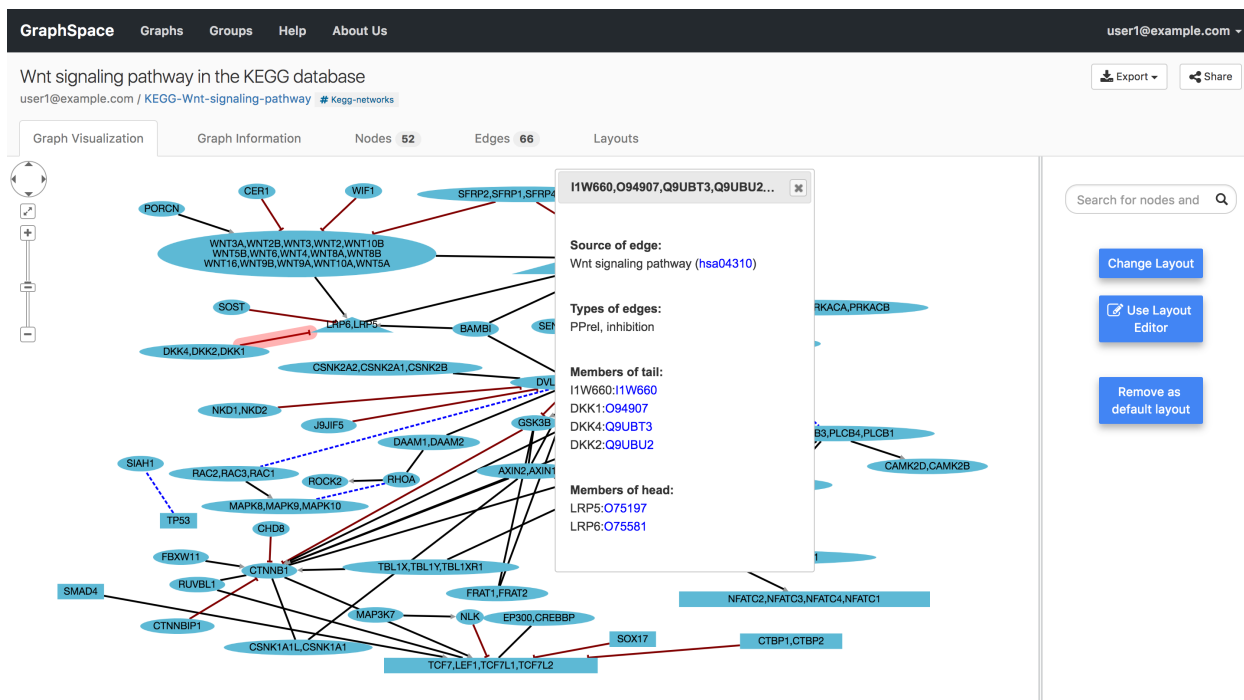 GraphSpace Graphs Groups Help About Us user1@example.com
Wnt signaling pathway in the KEGG database
Export
Share
user1@example.com / KEGG-Wnt-signaling-pathway # Kegg-networks
Graph Visualization Graph Information Nodes 52 Edges 66 Layouts
CER1
WIF1
SFRP2,SFRP1,SFRP4
PORCN
WNT3A,WNT2B,WNT3,WNT2,WNT10B
WNT5B,WNT6,WNT4,WNT8A,WNT8B
WNT16,WNT9B,WNT9A,WNT10A,WNT5A
SOST
LRP6,LRP5
BAMBI
SEN
DKK4,DKK2,DKK1
CSNK2A2,CSNK2A1,CSNK2B
DVL
NKD1,NKD2
J9JIF5
GSK3B
DAAM1,DAAM2
SIAH1
RAC2,RAC3,RAC1
ROCK2
RHOA
AXIN2,AXIN1
MAPK8,MAPK9,MAPK10
TP53
CHD8
FBXW11
CTNNB1
TBL1X,TBL1Y,TBL1XR1
RUVBL1
SMAD4
FRAT1,FRAT2
CTNNBIP1
MAP3K7
NLK
EP300,CREBBP
CSNK1A1L,CSNK1A1
TCF7,LEF1,TCF7L1,TCF7L2
SOX17
CTBP1,CTBP2
NFATC2,NFATC3,NFATC4,NFATC1
RKACA,PRKACB
B3,PLCB4,PLCB1
CAMK2D,CAMK2B
1
I1W660,O94907,Q9UBT3,Q9UBU2...
Source of edge:
Wnt signaling pathway (hsa04310)
Types of edges:
PPrel, inhibition
Members of tail:
I1W660:I1W660
DKK1:O94907
DKK4:Q9UBT3
DKK2:Q9UBU2
Members of head:
LRP5:O75197
LRP6:O75581
Search for nodes and
Change Layout
Use Layout
Editor
Remove as
default layout